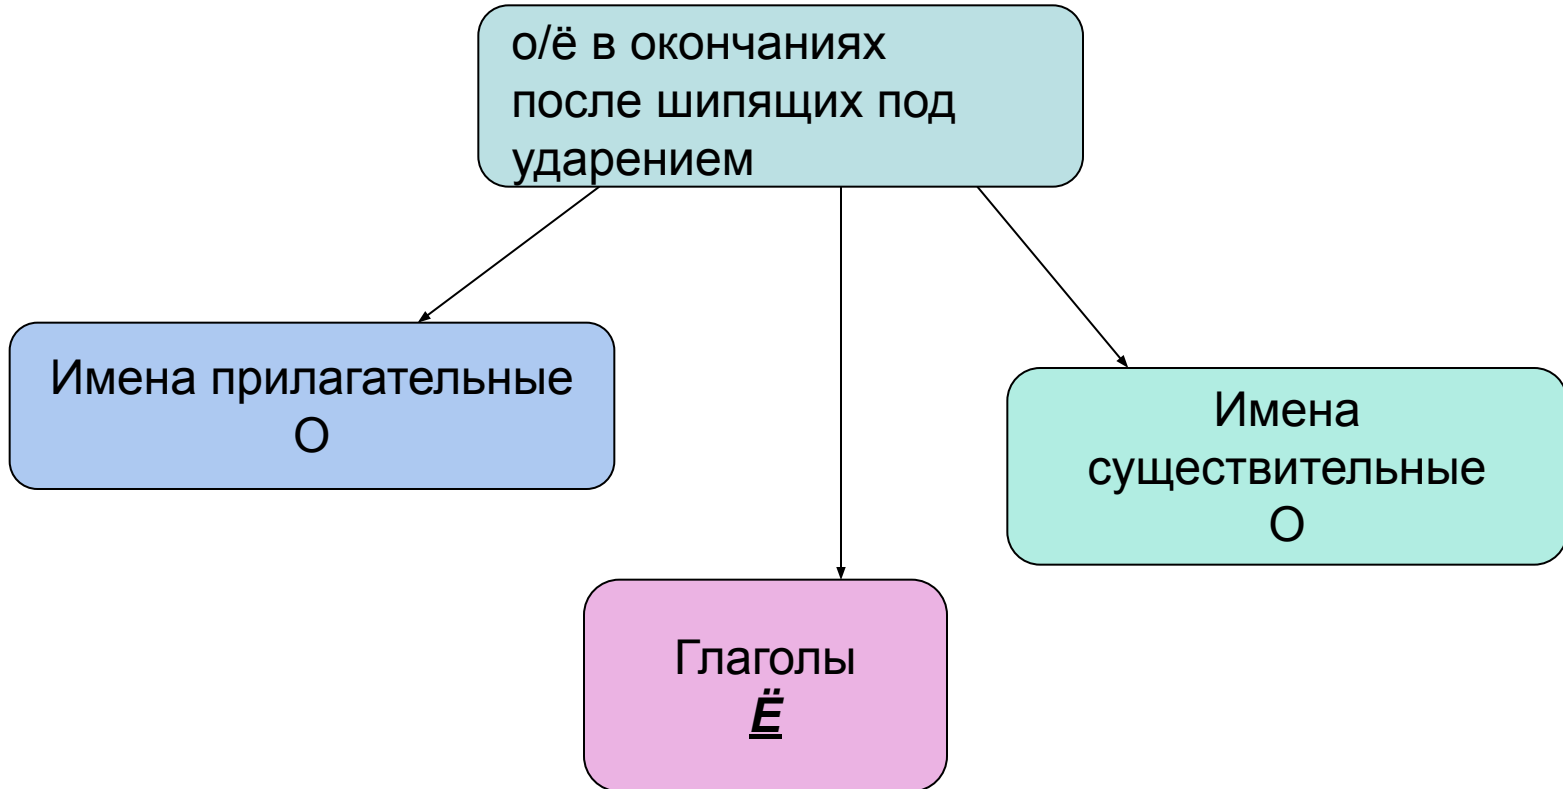 о/ё в окончаниях
после шипящих под
ударением
Имена прилагательные
О
Имена
существительные
О
Глаголы
Ё